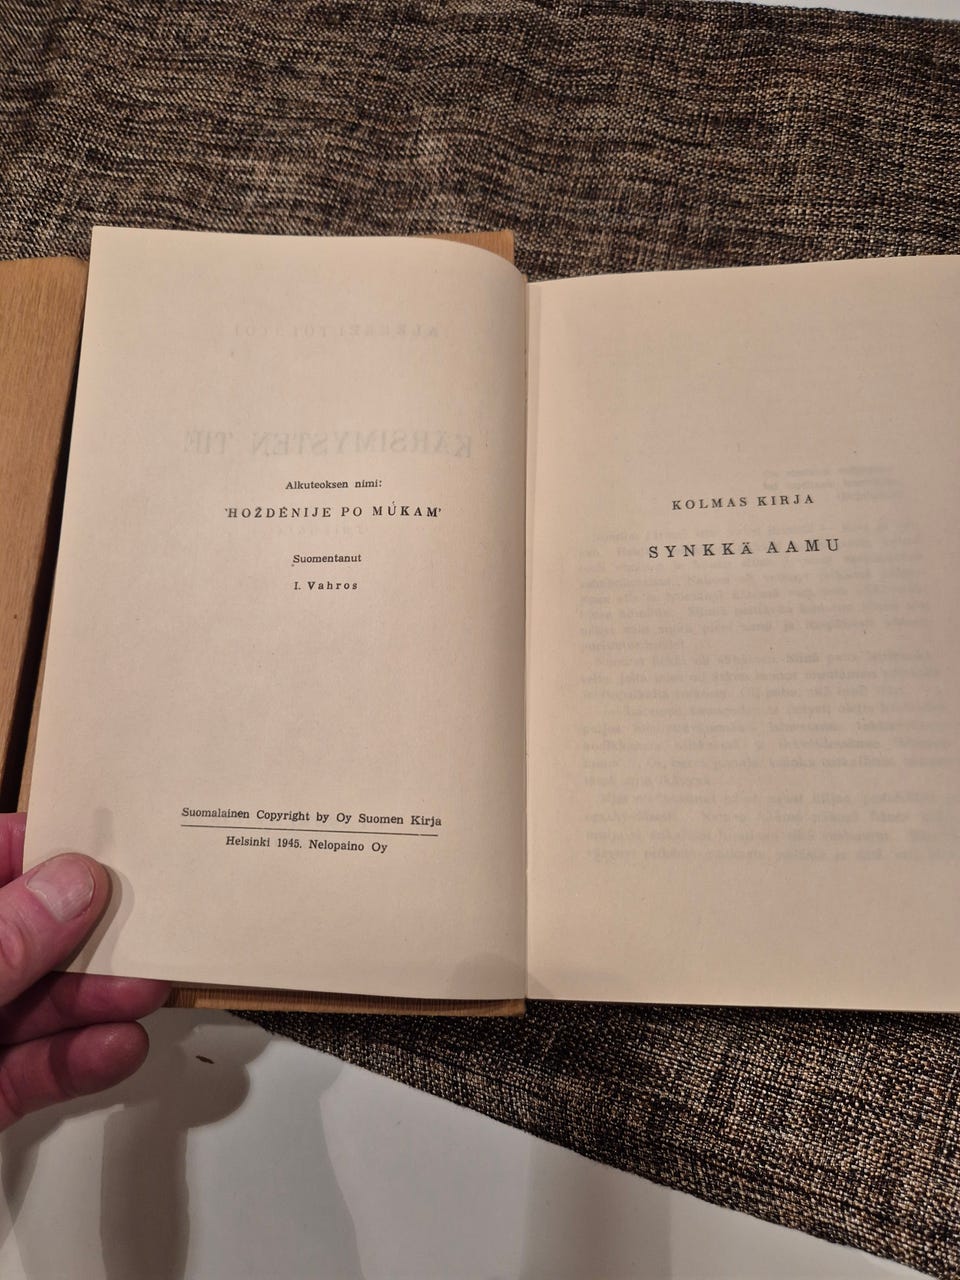 Alkuteoksen nimi:
'HOŽDÉNIJE PO MÚKAM'
Suomentanut
I. Vahros
Suomalainen Copyright by Oy Suomen Kirja
Helsinki 1945. Nelopaino Oy
KOLMAS KIRJA
SYNKKÄ AAMU